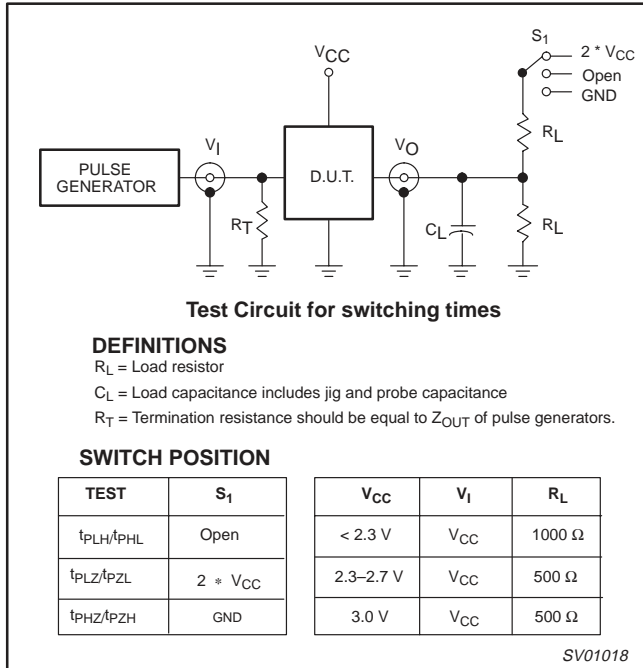 S1
2 * VCC
Open
GND
VCC
RL
VI
VO
PULSE
GENERATOR
D.U.T.
RT
CL
RL
Test Circuit for switching times
DEFINITIONS
RL = Load resistor
CL = Load capacitance includes jig and probe capacitance
RT = Termination resistance should be equal to ZOUT of pulse generators.
SWITCH POSITION
TEST S1
tPLH/tPHL Open
tPLZ/tPZL 2 * VCC
tPHZ/tPZH GND
VCC VI RL
< 2.3 V VCC 1000 Ω
2.3–2.7 V VCC 500 Ω
3.0 V VCC 500 Ω
SV01018